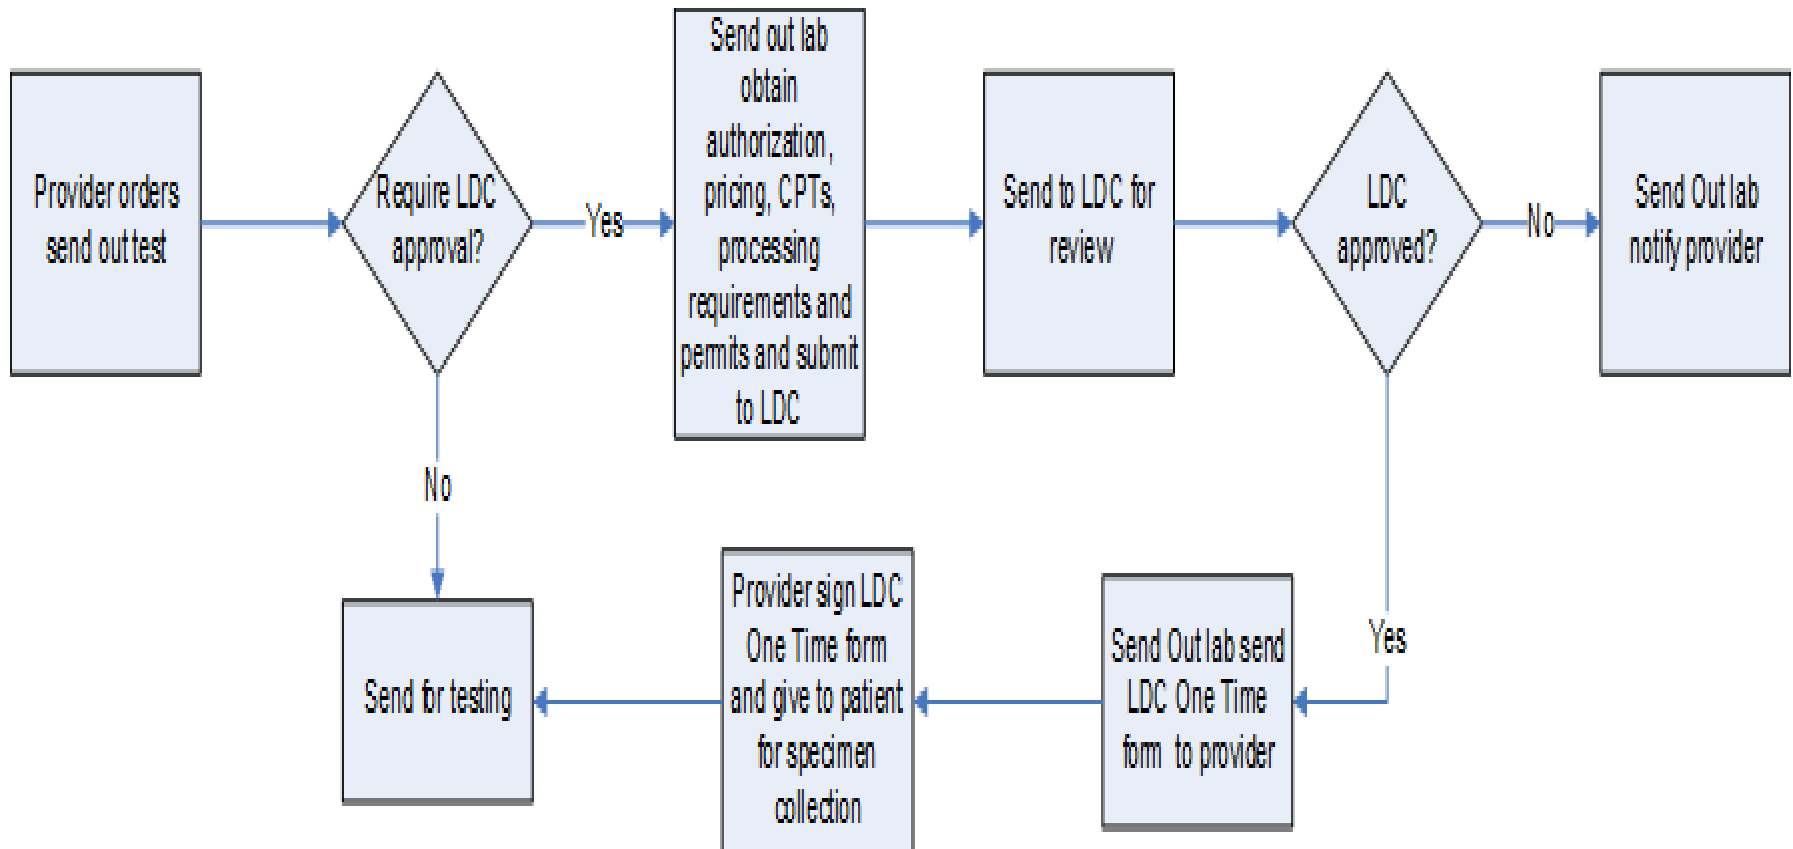 Provider orders
send out test
Require LDC
approval?
Yes
Send out lab
obtain
authorization,
pricing, CPTs,
processing
requirements and
permits and submit
to LDC
Send to LDC for
review
LDC
approved?
No
Send Out lab
notify provider
No
Yes
Send Out lab send
LDC One Time
form to provider
Provider sign LDC
One Time form
and give to patient
for specimen
collection
Send for testing